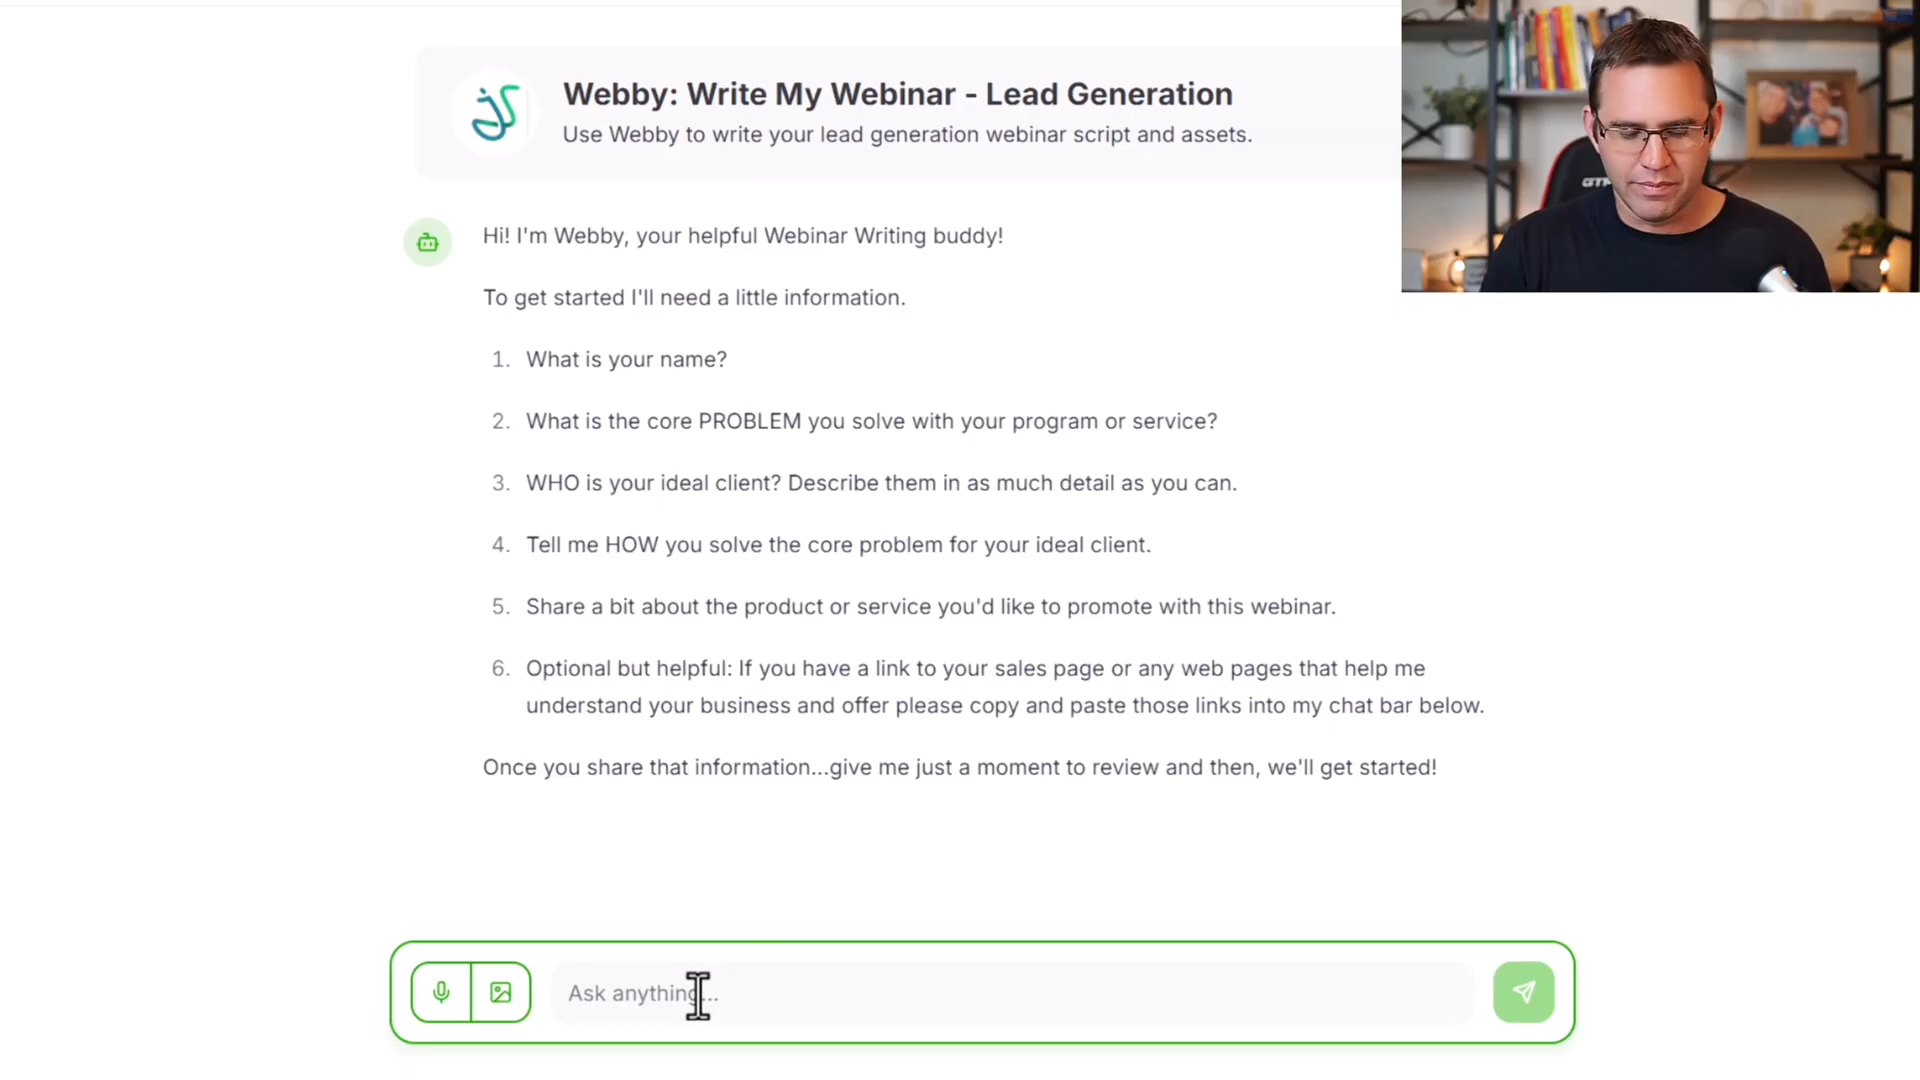 Webby: Write My Webinar - Lead Generation
Use Webby to write your lead generation webinar script and assets.
Hi! I'm Webby, your helpful Webinar Writing buddy!
To get started I'll need a little information.
1. What is your name?
2. What is the core PROBLEM you solve with your program or service?
3. WHO is your ideal client? Describe them in as much detail as you can.
4. Tell me HOW you solve the core problem for your ideal client.
5. Share a bit about the product or service you'd like to promote with this webinar.
6. Optional but helpful: If you have a link to your sales page or any web pages that help me
understand your business and offer please copy and paste those links into my chat bar below.
Once you share that information...give me just a moment to review and then, we'll get started!
Ask anything...